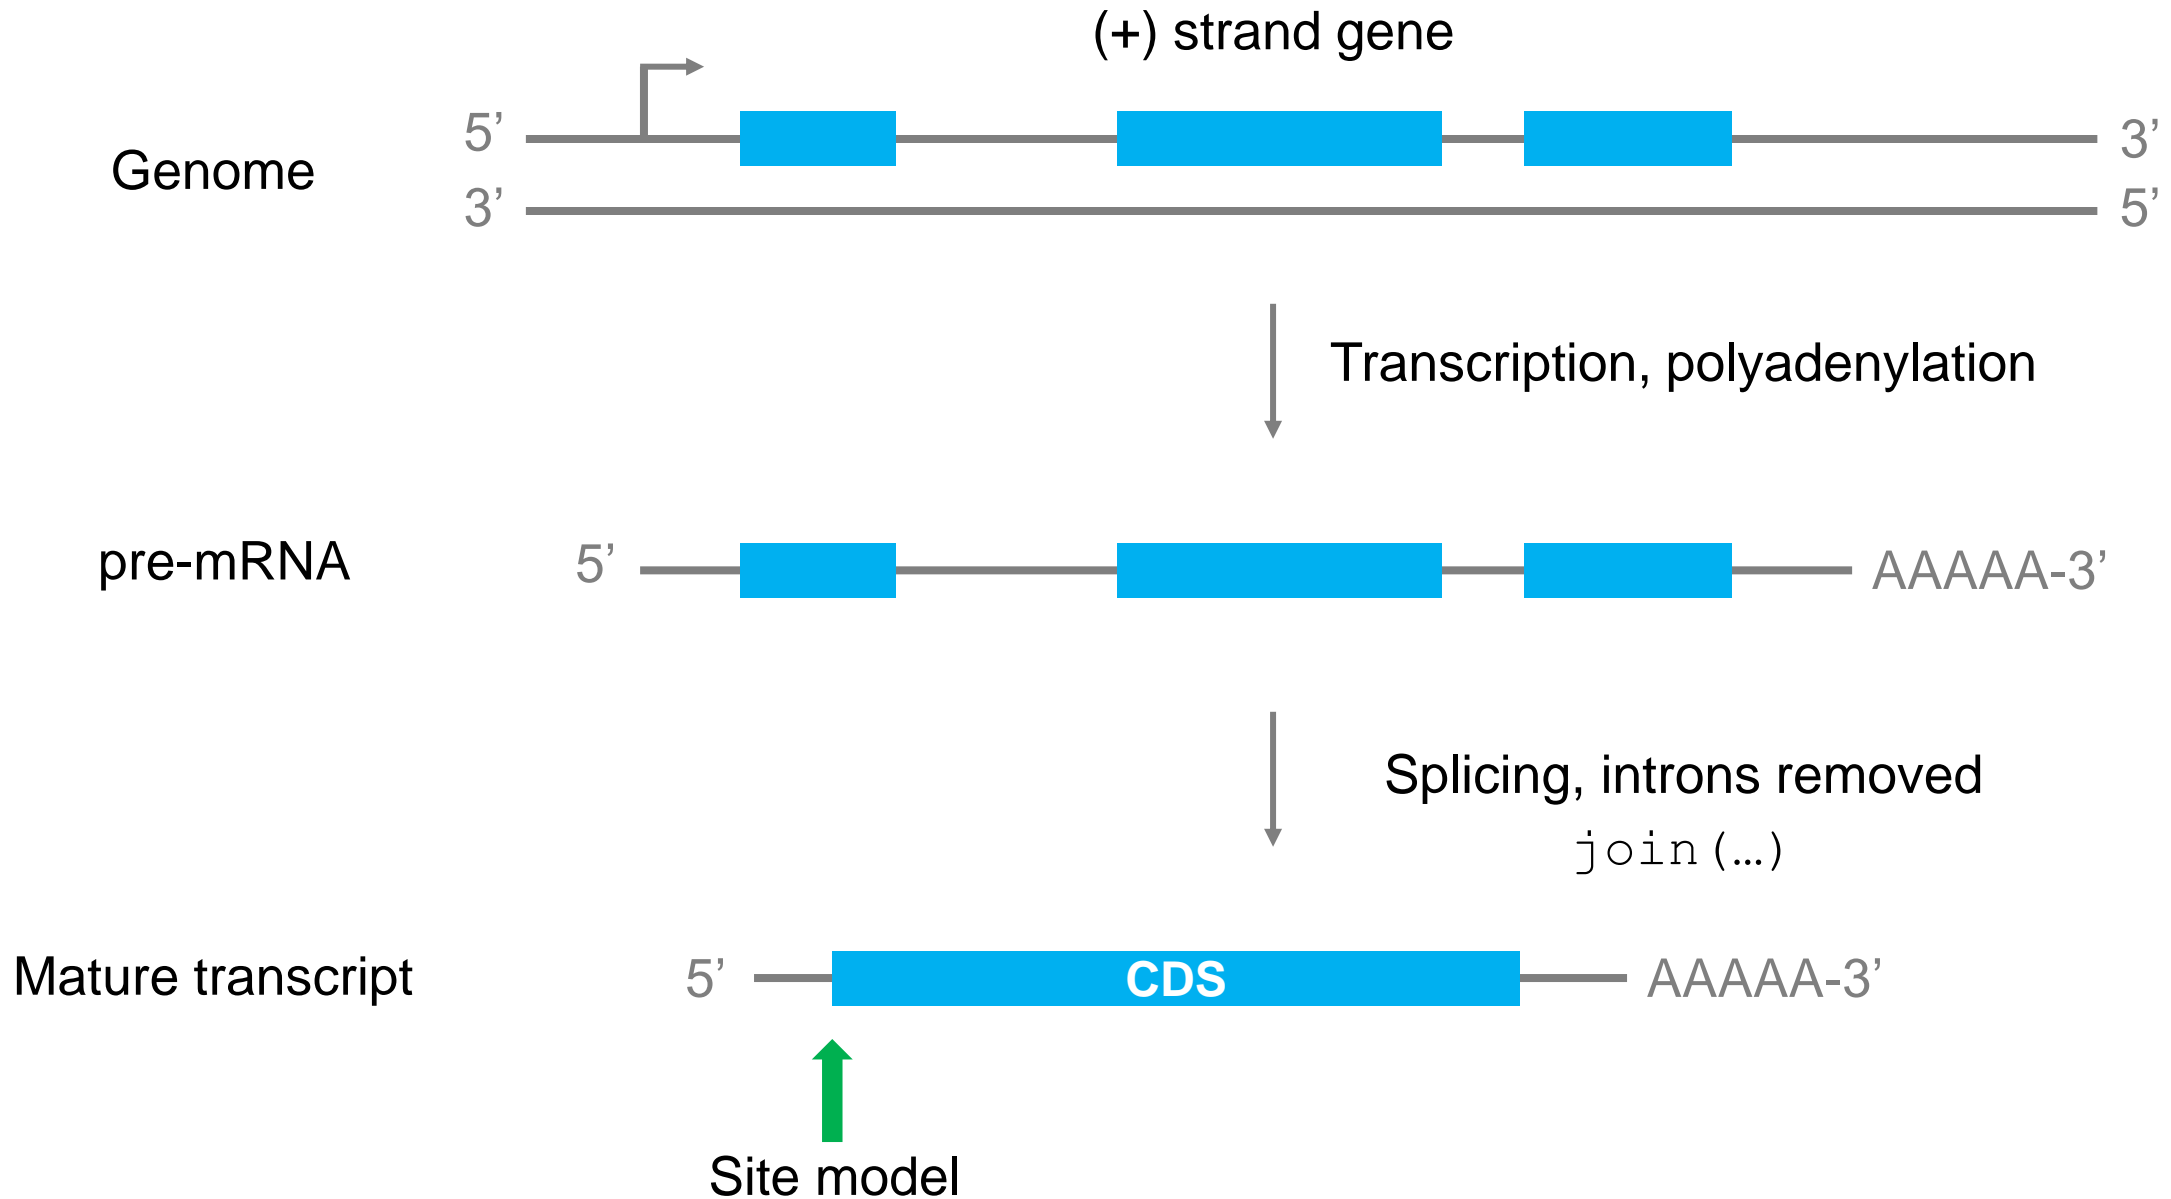 (+) strand gene
5’ 3’
Genome
3’ 5’
Transcription, polyadenylation
pre-mRNA 5’ AAAAA-3’
Splicing, introns removed
join(…)
Mature transcript 5’ CDS AAAAA-3’
Site model